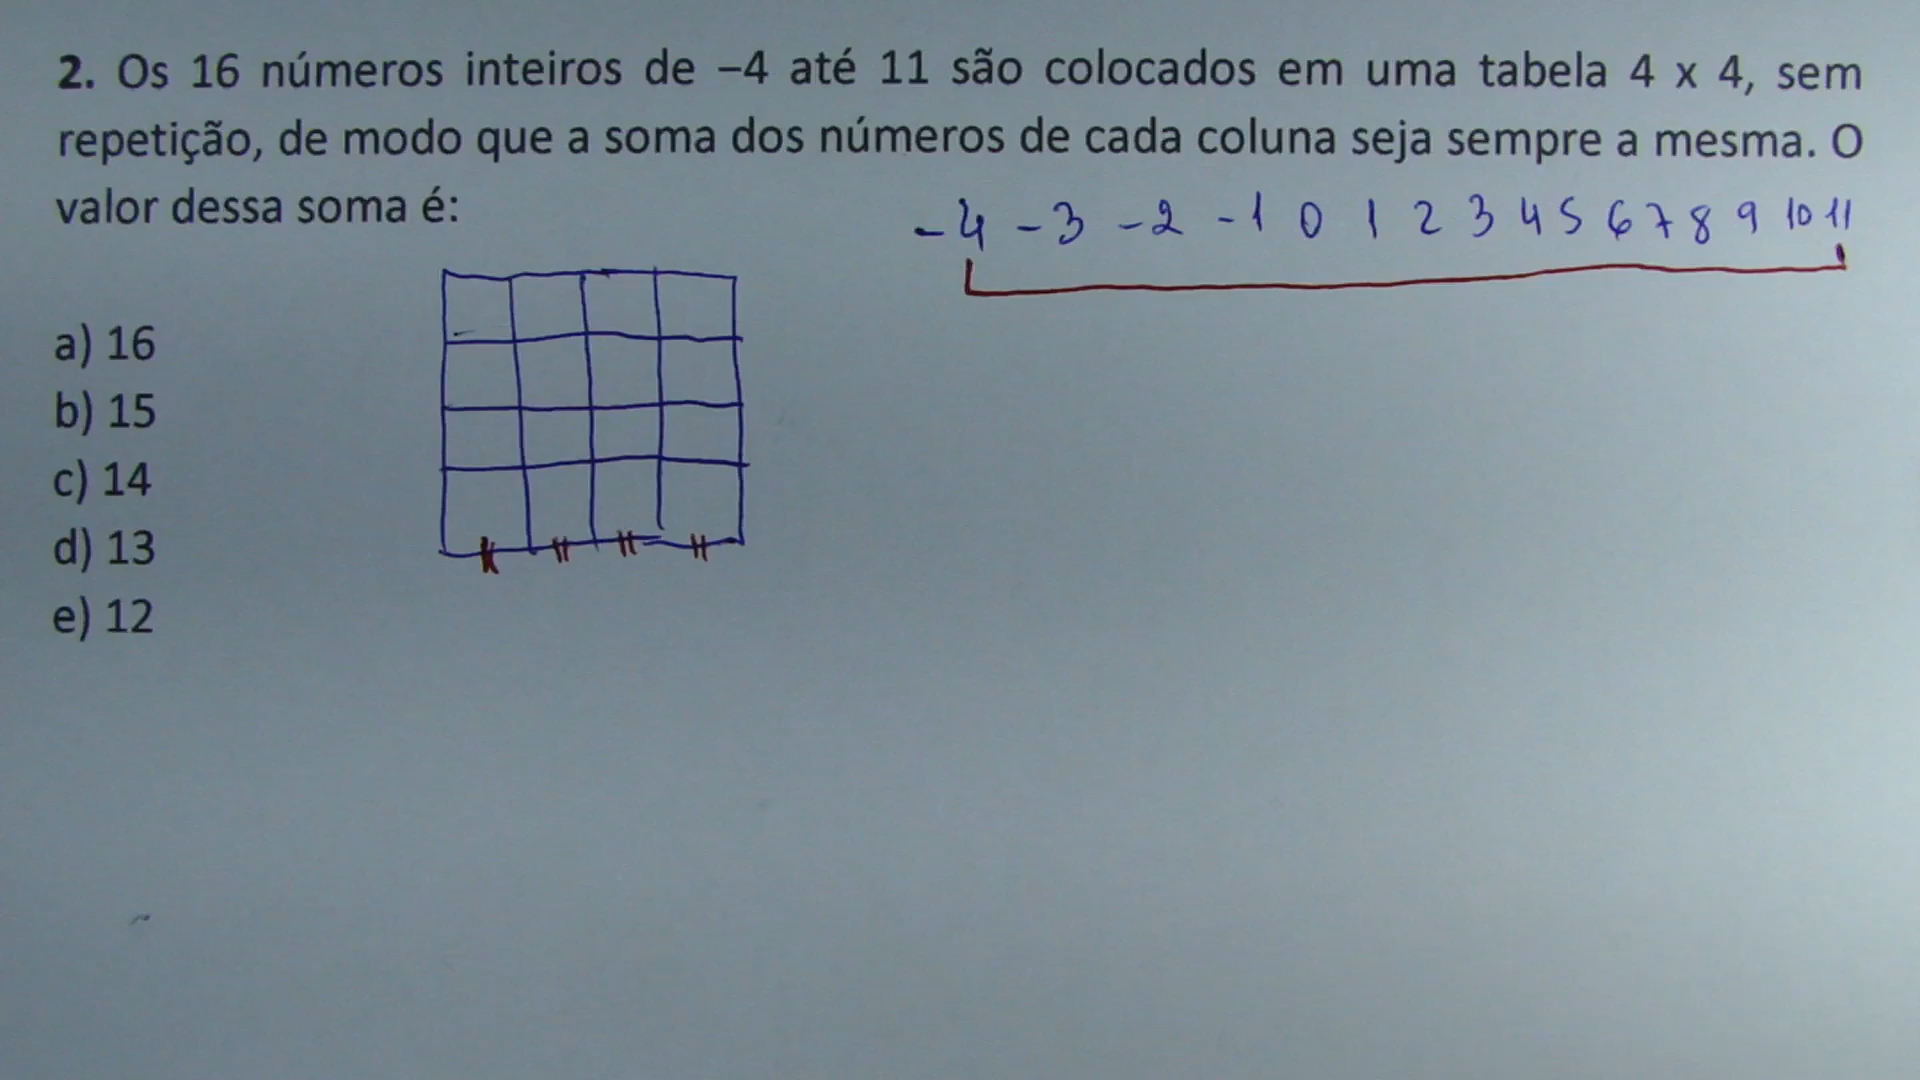 2. Os 16 números inteiros de –4 até 11 são colocados em uma tabela 4 x 4, sem
repetição, de modo que a soma dos números de cada coluna seja sempre a mesma. O
valor dessa soma é:
-4 -3 -2 -1 0 1 2 3 4 5 6 7 8 9 10 11
a) 16
b) 15
c) 14
d) 13
e) 12